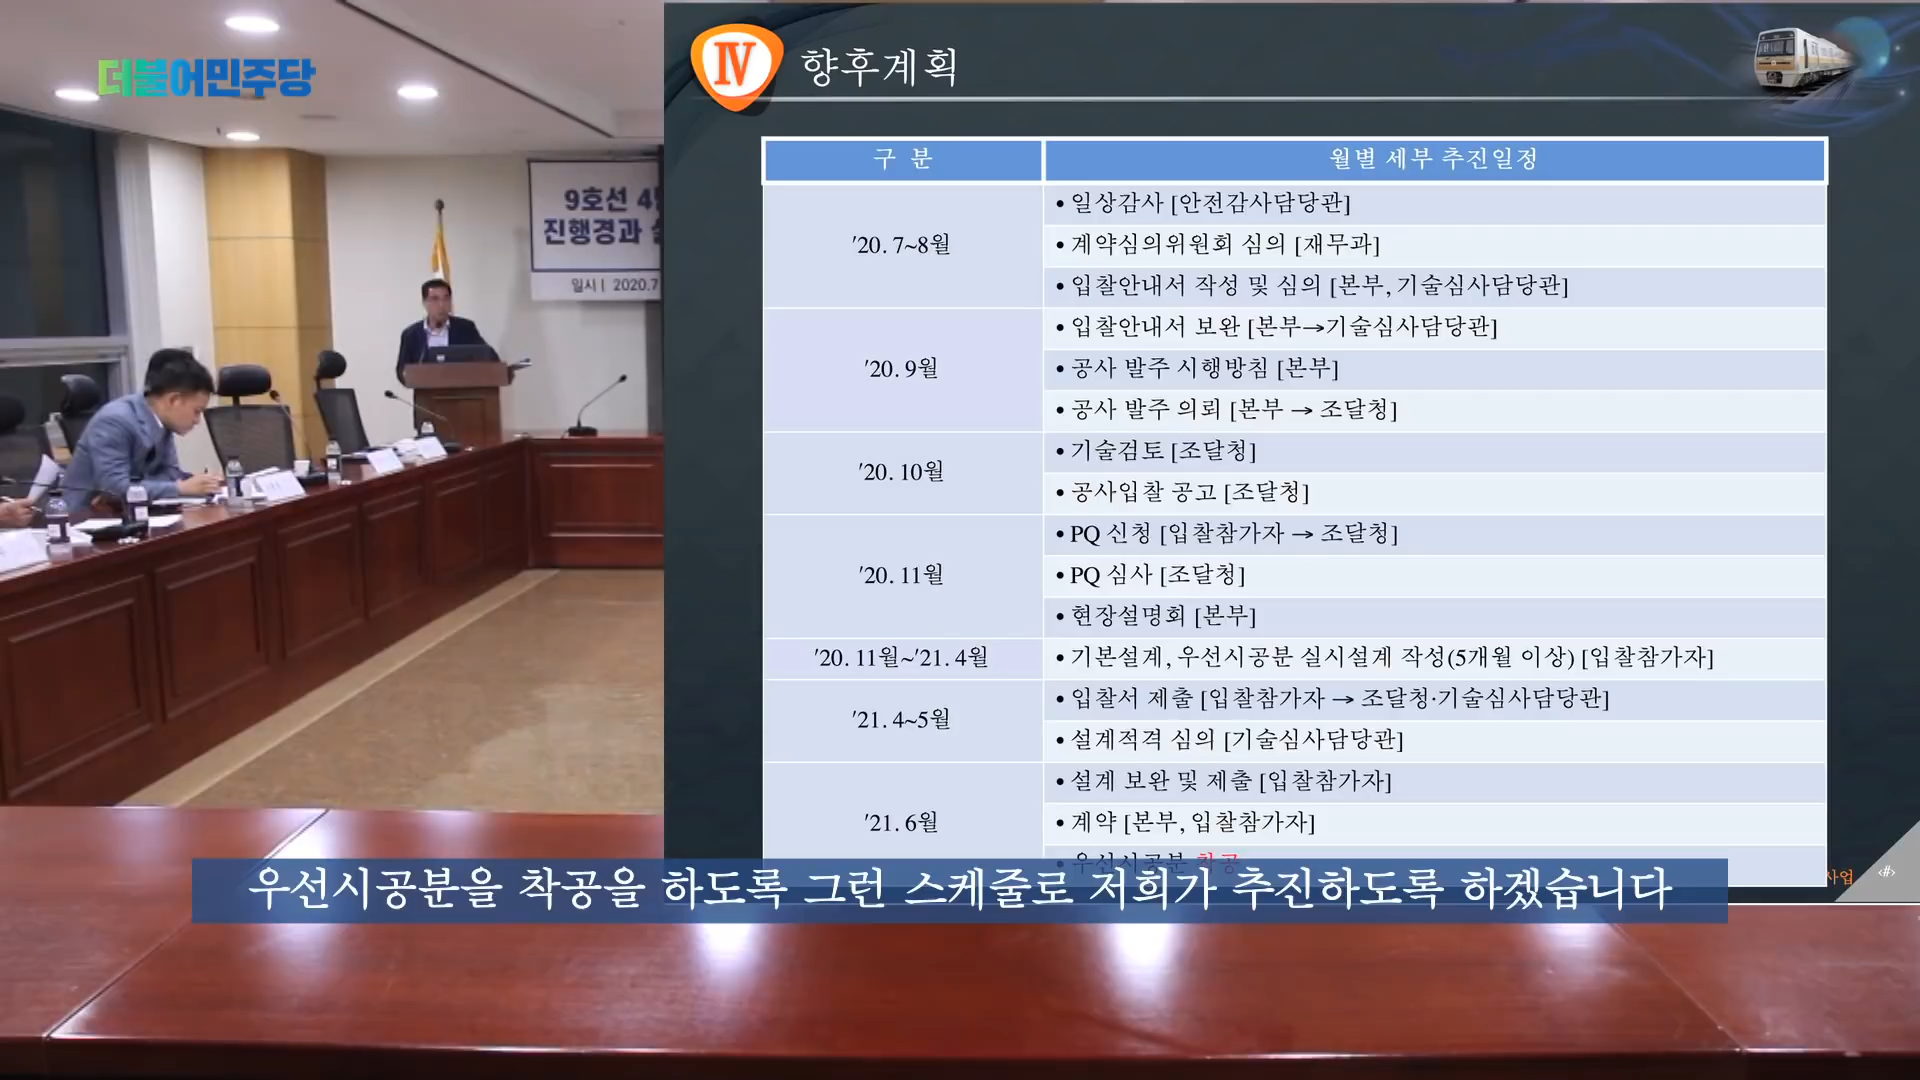 더불어민주당
9호선 4
진행경과
일시 | 2020.7
Ⅳ 향후계획
구 분 월별 세부 추진일정
'20. 7~8월
• 일상감사 [안전감사담당관]
• 계약심의위원회 심의 [재무과]
• 입찰안내서 작성 및 심의 [본부, 기술심사담당관]
'20. 9월
• 입찰안내서 보완 [본부→기술심사담당관]
• 공사 발주 시행방침 [본부]
• 공사 발주 의뢰 [본부 → 조달청]
'20. 10월
• 기술검토 [조달청]
• 공사입찰 공고 [조달청]
'20. 11월
• PQ 신청 [입찰참가자 → 조달청]
• PQ 심사 [조달청]
• 현장설명회 [본부]
'20. 11월~'21. 4월
• 기본설계, 우선시공분 실시설계 작성(5개월 이상) [입찰참가자]
'21. 4~5월
• 입찰서 제출 [입찰참가자 → 조달청·기술심사담당관]
• 설계적격 심의 [기술심사담당관]
'21. 6월
• 설계 보완 및 제출 [입찰참가자]
• 계약 [본부, 입찰참가자]
• 우선시공분 착공
사업
‹#›
우선시공분을 착공을 하도록 그런 스케줄로 저희가 추진하도록 하겠습니다